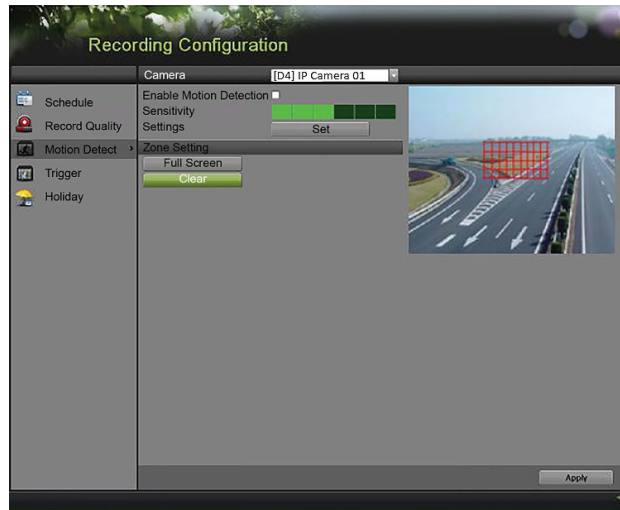 Recording Configuration
Camera [D4] IP Camera 01
Schedule
Record Quality
Motion Detect
Trigger
Holiday
Enable Motion Detection
Sensitivity
Settings Set
Zone Setting
Full Screen
Clear
Apply